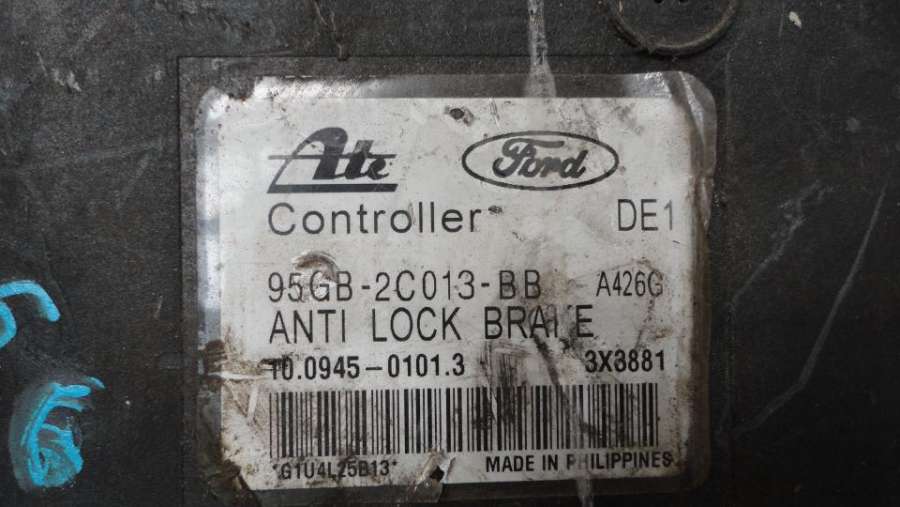 Ate Ford
Controller DE1
95GB-2C013-BB A426G
ANTI LOCK BRAKE
10.0945-0101.3 3X3881
*G1U4L25B13* MADE IN PHILIPPINES